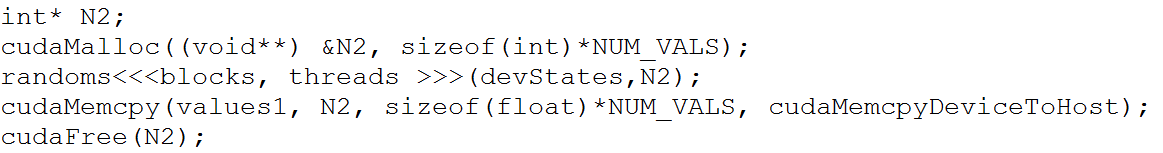 int* N2;
cudaMalloc((void**) &N2, sizeof(int)*NUM_VALS);
randoms<<<blocks, threads >>>(devStates,N2);
cudaMemcpy(values1, N2, sizeof(float)*NUM_VALS, cudaMemcpyDeviceToHost);
cudaFree(N2);